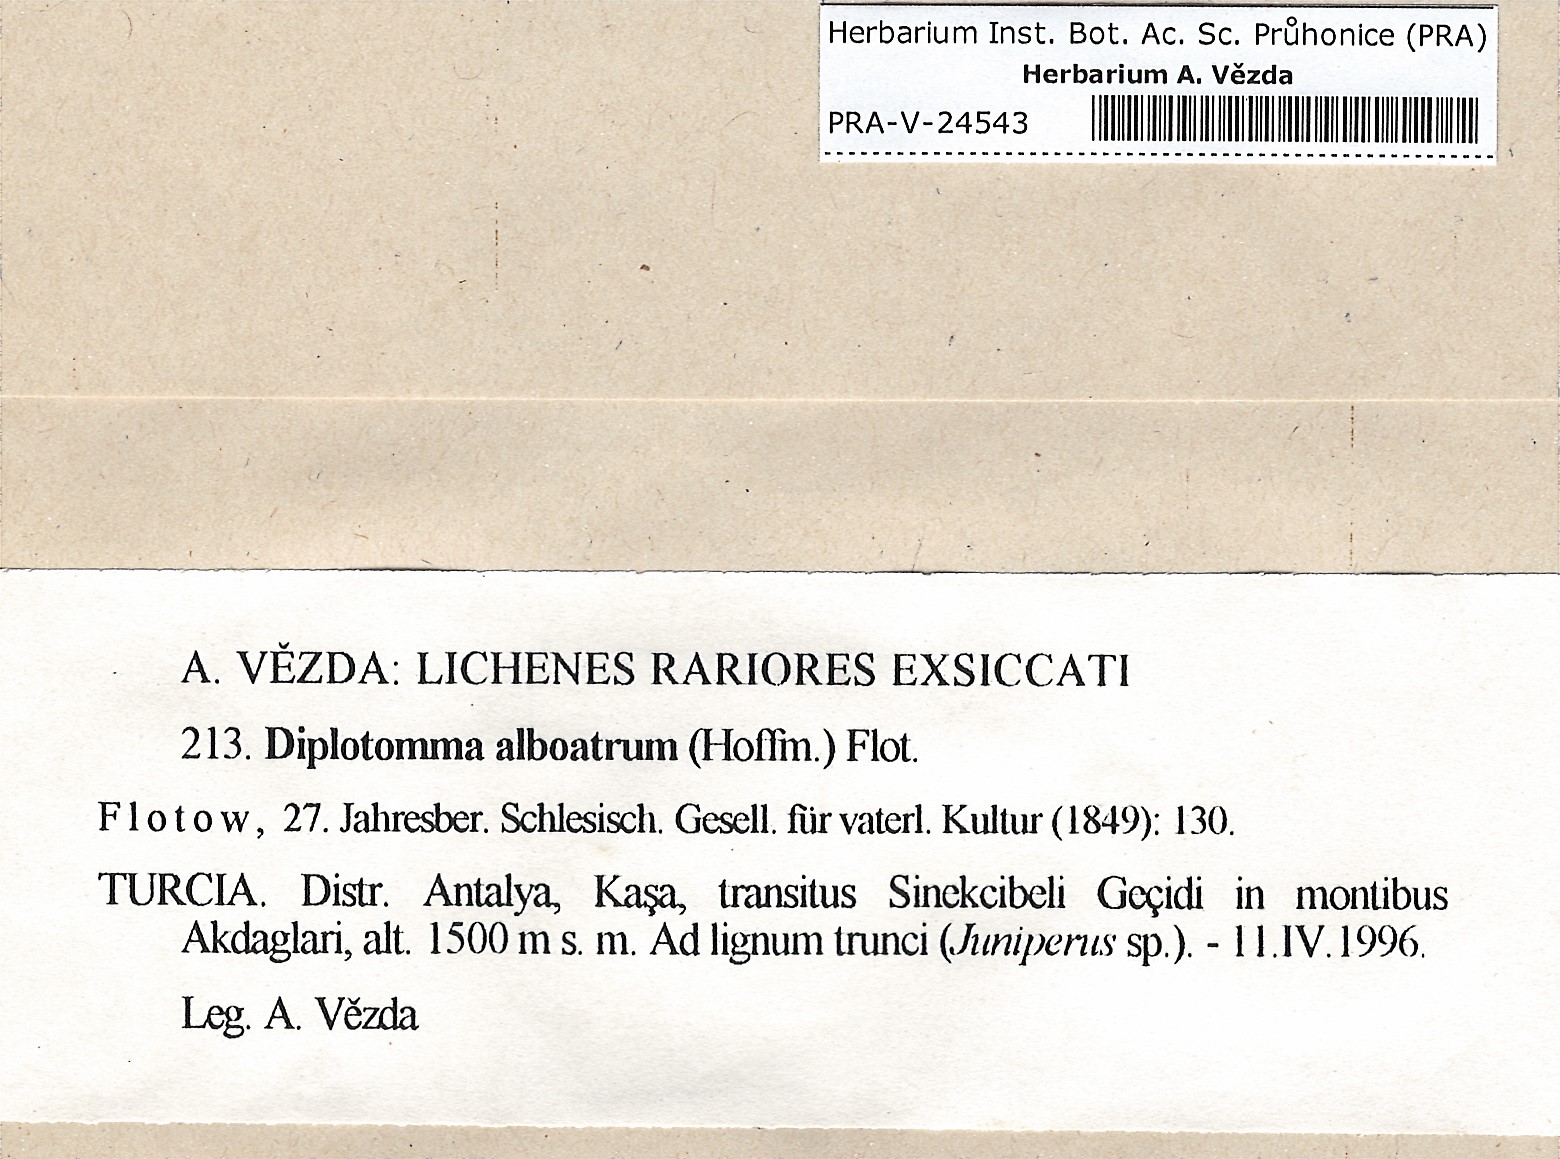 Herbarium Inst. Bot. Ac. Sc. Průhonice (PRA)
Herbarium A. Vězda
PRA-V-24543
A. VĚZDA: LICHENES RARIORES EXSICCATI
213. Diplotomma alboatrum (Hoffm.) Flot.
Flotow, 27. Jahresber. Schlesisch. Gesell. für vaterl. Kultur (1849): 130.
TURCIA. Distr. Antalya, Kaşa, transitus Sinekcibeli Geçidi in montibus
Akdaglari, alt. 1500 m s. m. Ad lignum trunci (Juniperus sp.). - 11.IV.1996.
Leg. A. Vězda